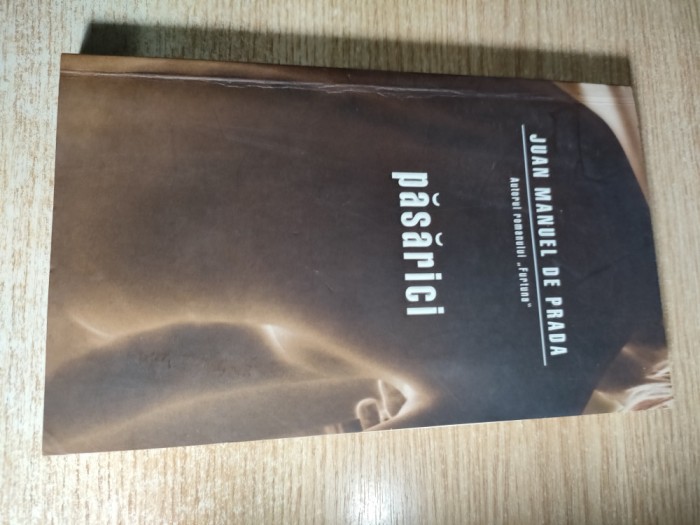 JUAN MANUEL DE PRADA
Autorul romanului „Furtuna”
păsărici